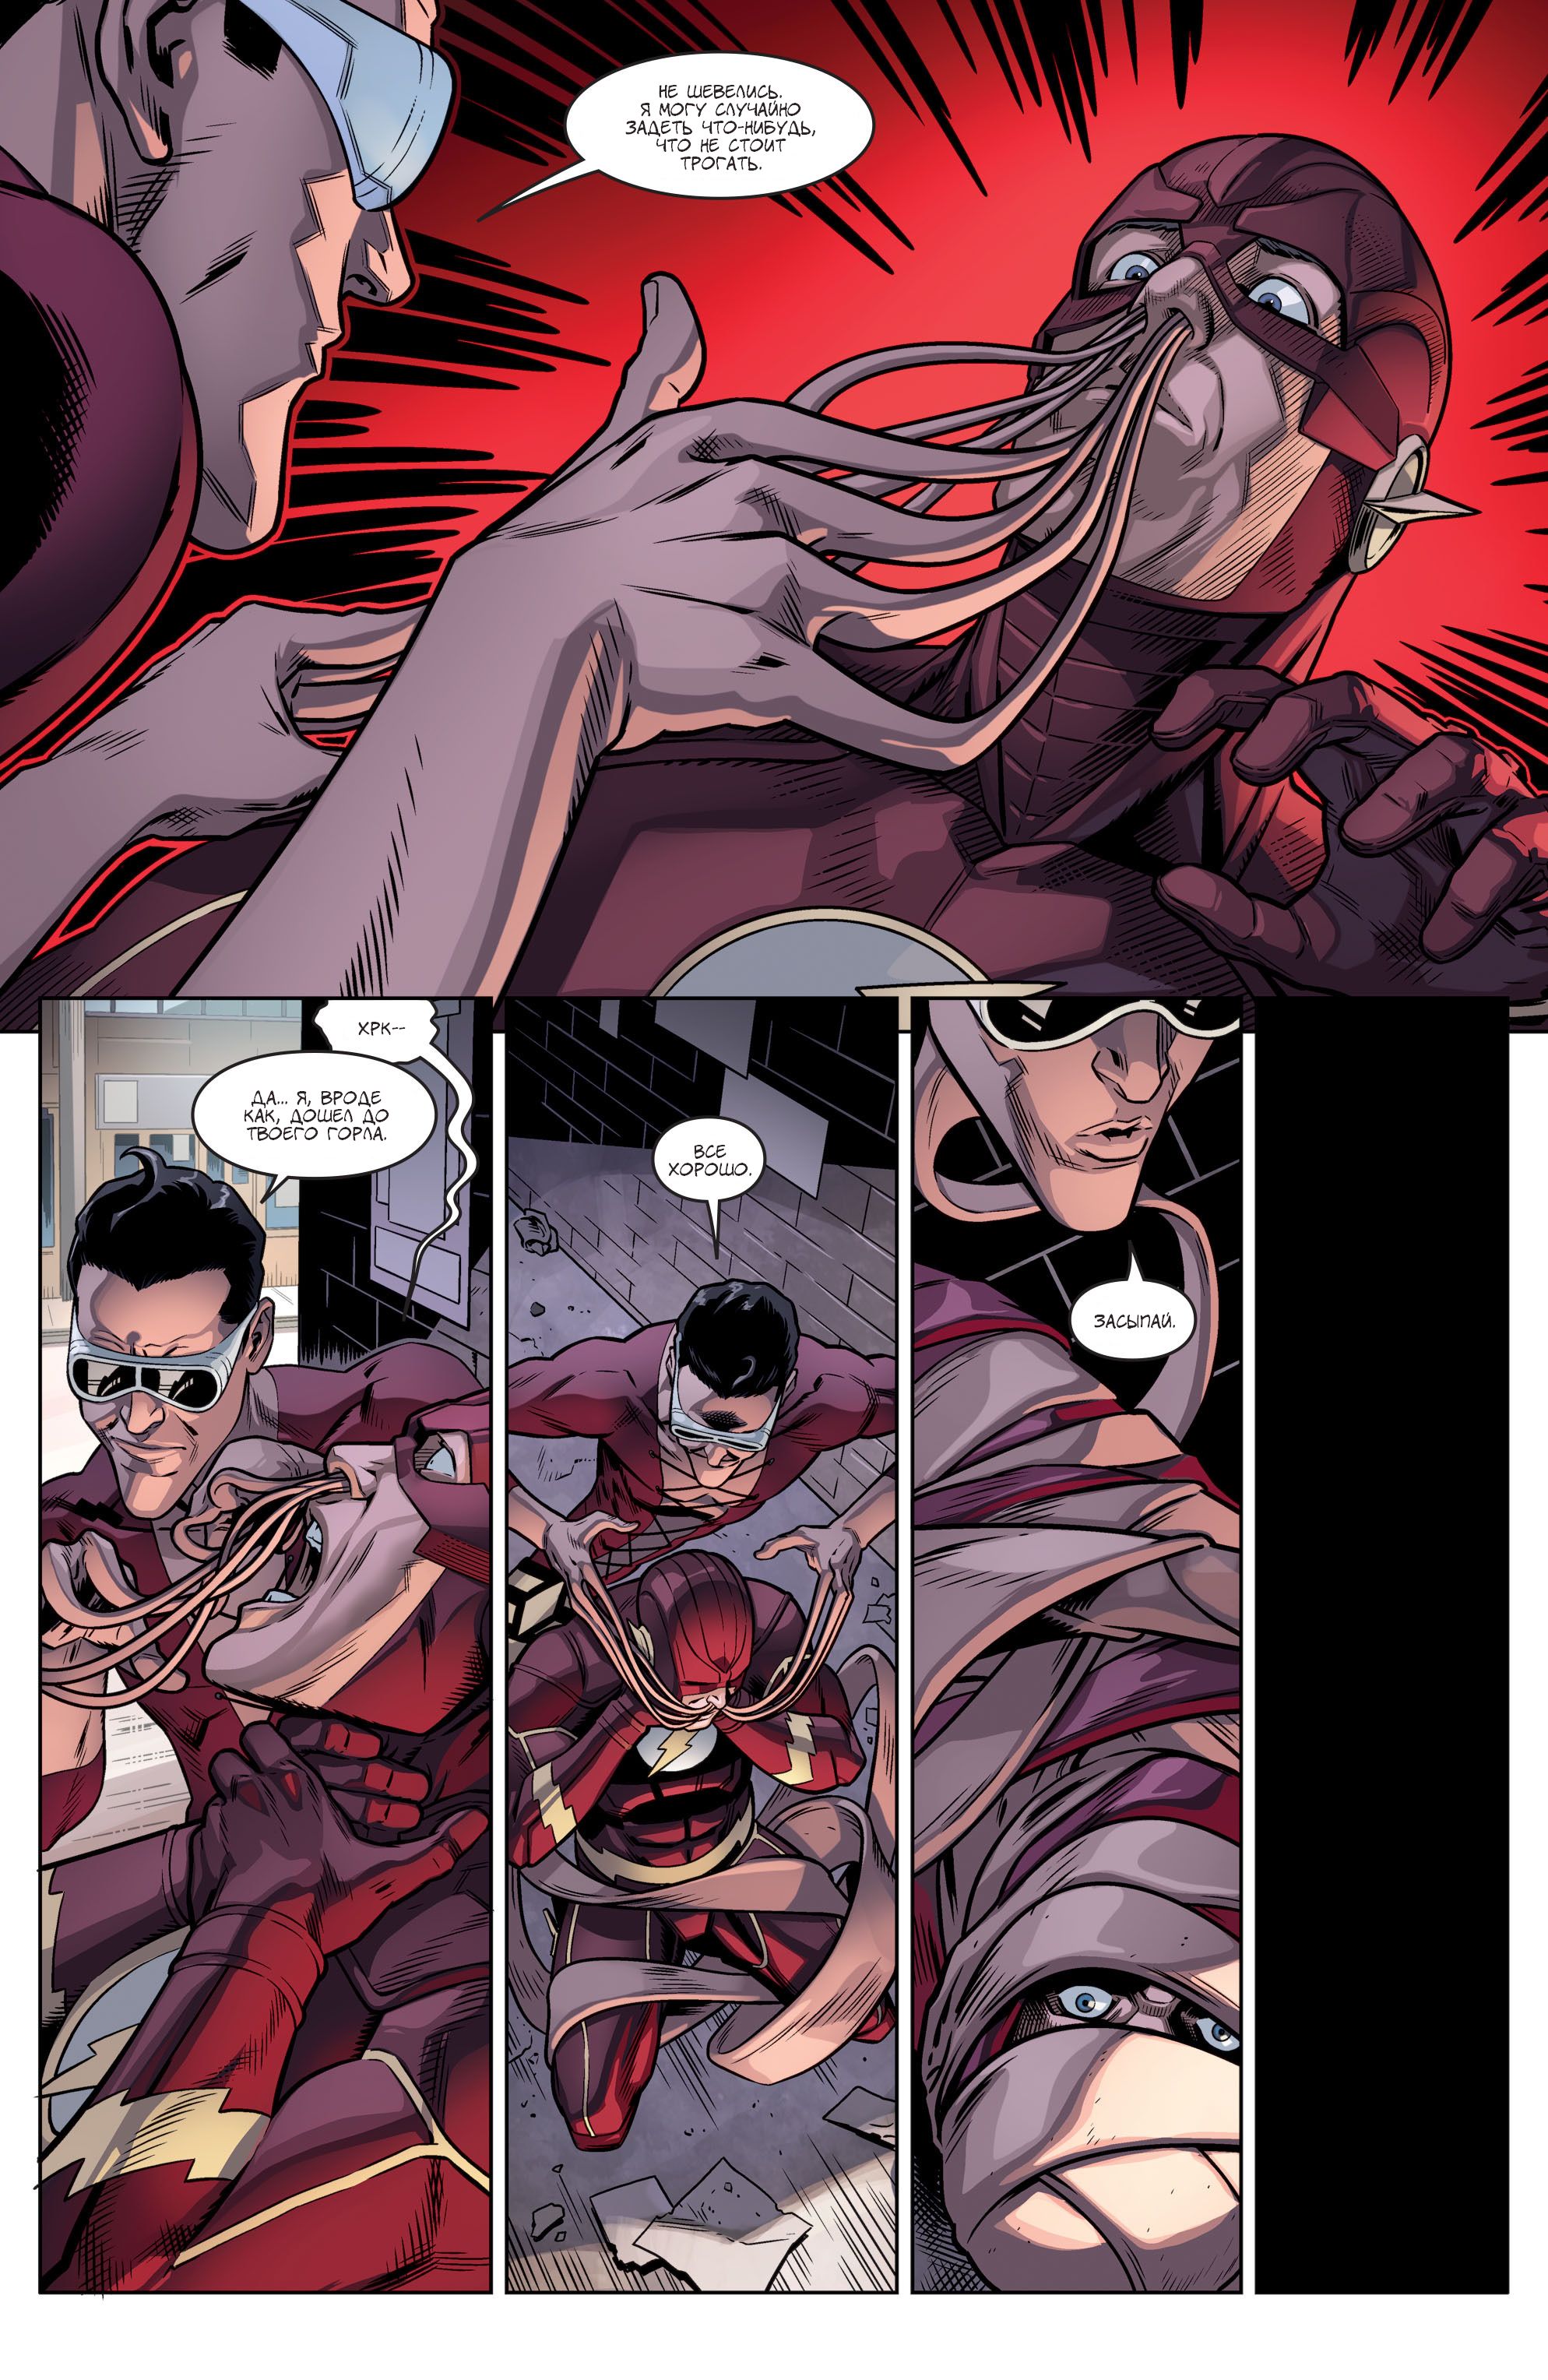 НЕ ШЕВЕЛИСЬ.
Я МОГУ СЛУЧАЙНО
ЗАДЕТЬ ЧТО-НИБУДЬ,
ЧТО НЕ СТОИТ
ТРОГАТЬ.
ХРК--
ДА... Я, ВРОДЕ
КАК, ДОШЕЛ ДО
ТВОЕГО ГОРЛА.
ВСЕ
ХОРОШО.
ЗАСЫПАЙ.